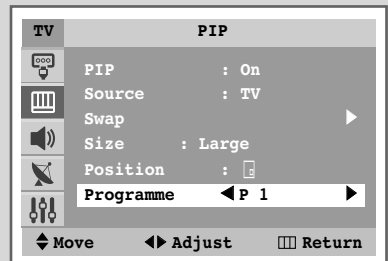 TV PIP
PIP : On
Source : TV
Swap
Size : Large
Position :
Programme P 1
Move Adjust Return